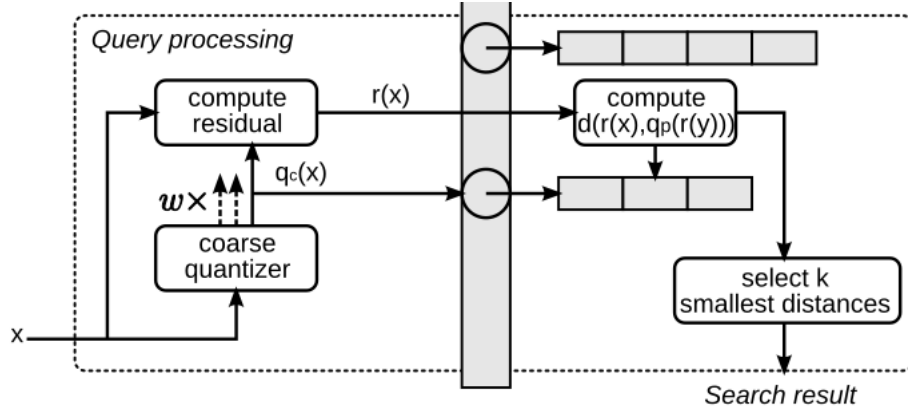 Query processing
compute
residual
r(x)
compute
d(r(x),qp(r(y)))
qc(x)
w×
coarse
quantizer
select k
smallest distances
x
Search result